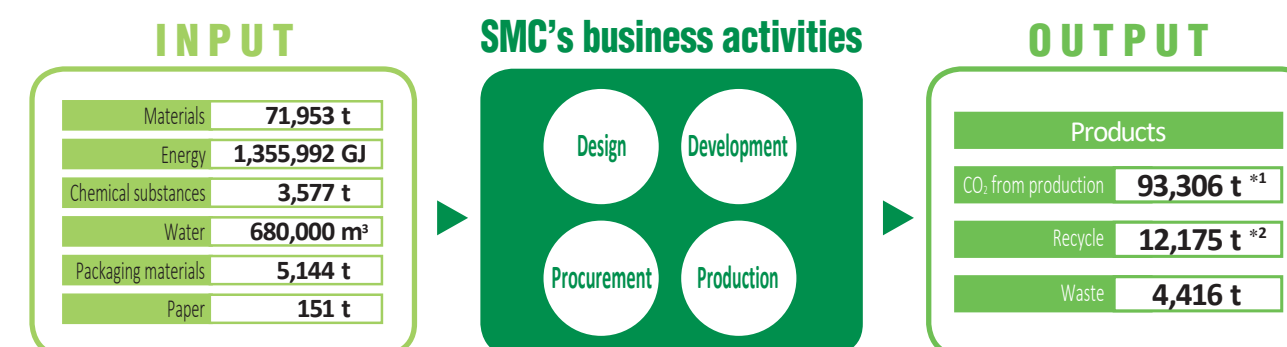 INPUT
Materials 71,953 t
Energy 1,355,992 GJ
Chemical substances 3,577 t
Water 680,000 m³
Packaging materials 5,144 t
Paper 151 t
SMC’s business activities
Design Development
Procurement Production
OUTPUT
Products
CO₂ from production 93,306 t *1
Recycle 12,175 t *2
Waste 4,416 t